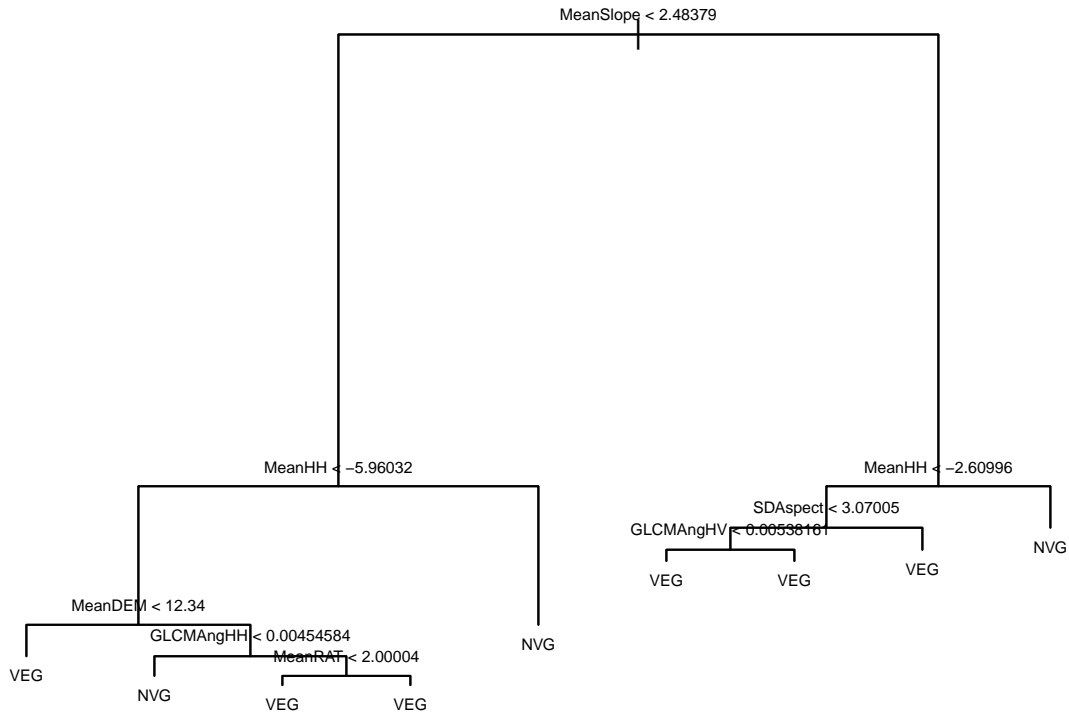 MeanSlope < 2.48379
MeanHH < −5.96032
MeanHH < −2.60996
SDAspect < 3.07005
GLCMAngHV < 0.00538161
NVG
VEG
VEG
VEG
MeanDEM < 12.34
GLCMAngHH < 0.00454584
NVG
MeanRAT < 2.00004
VEG
NVG
VEG
VEG